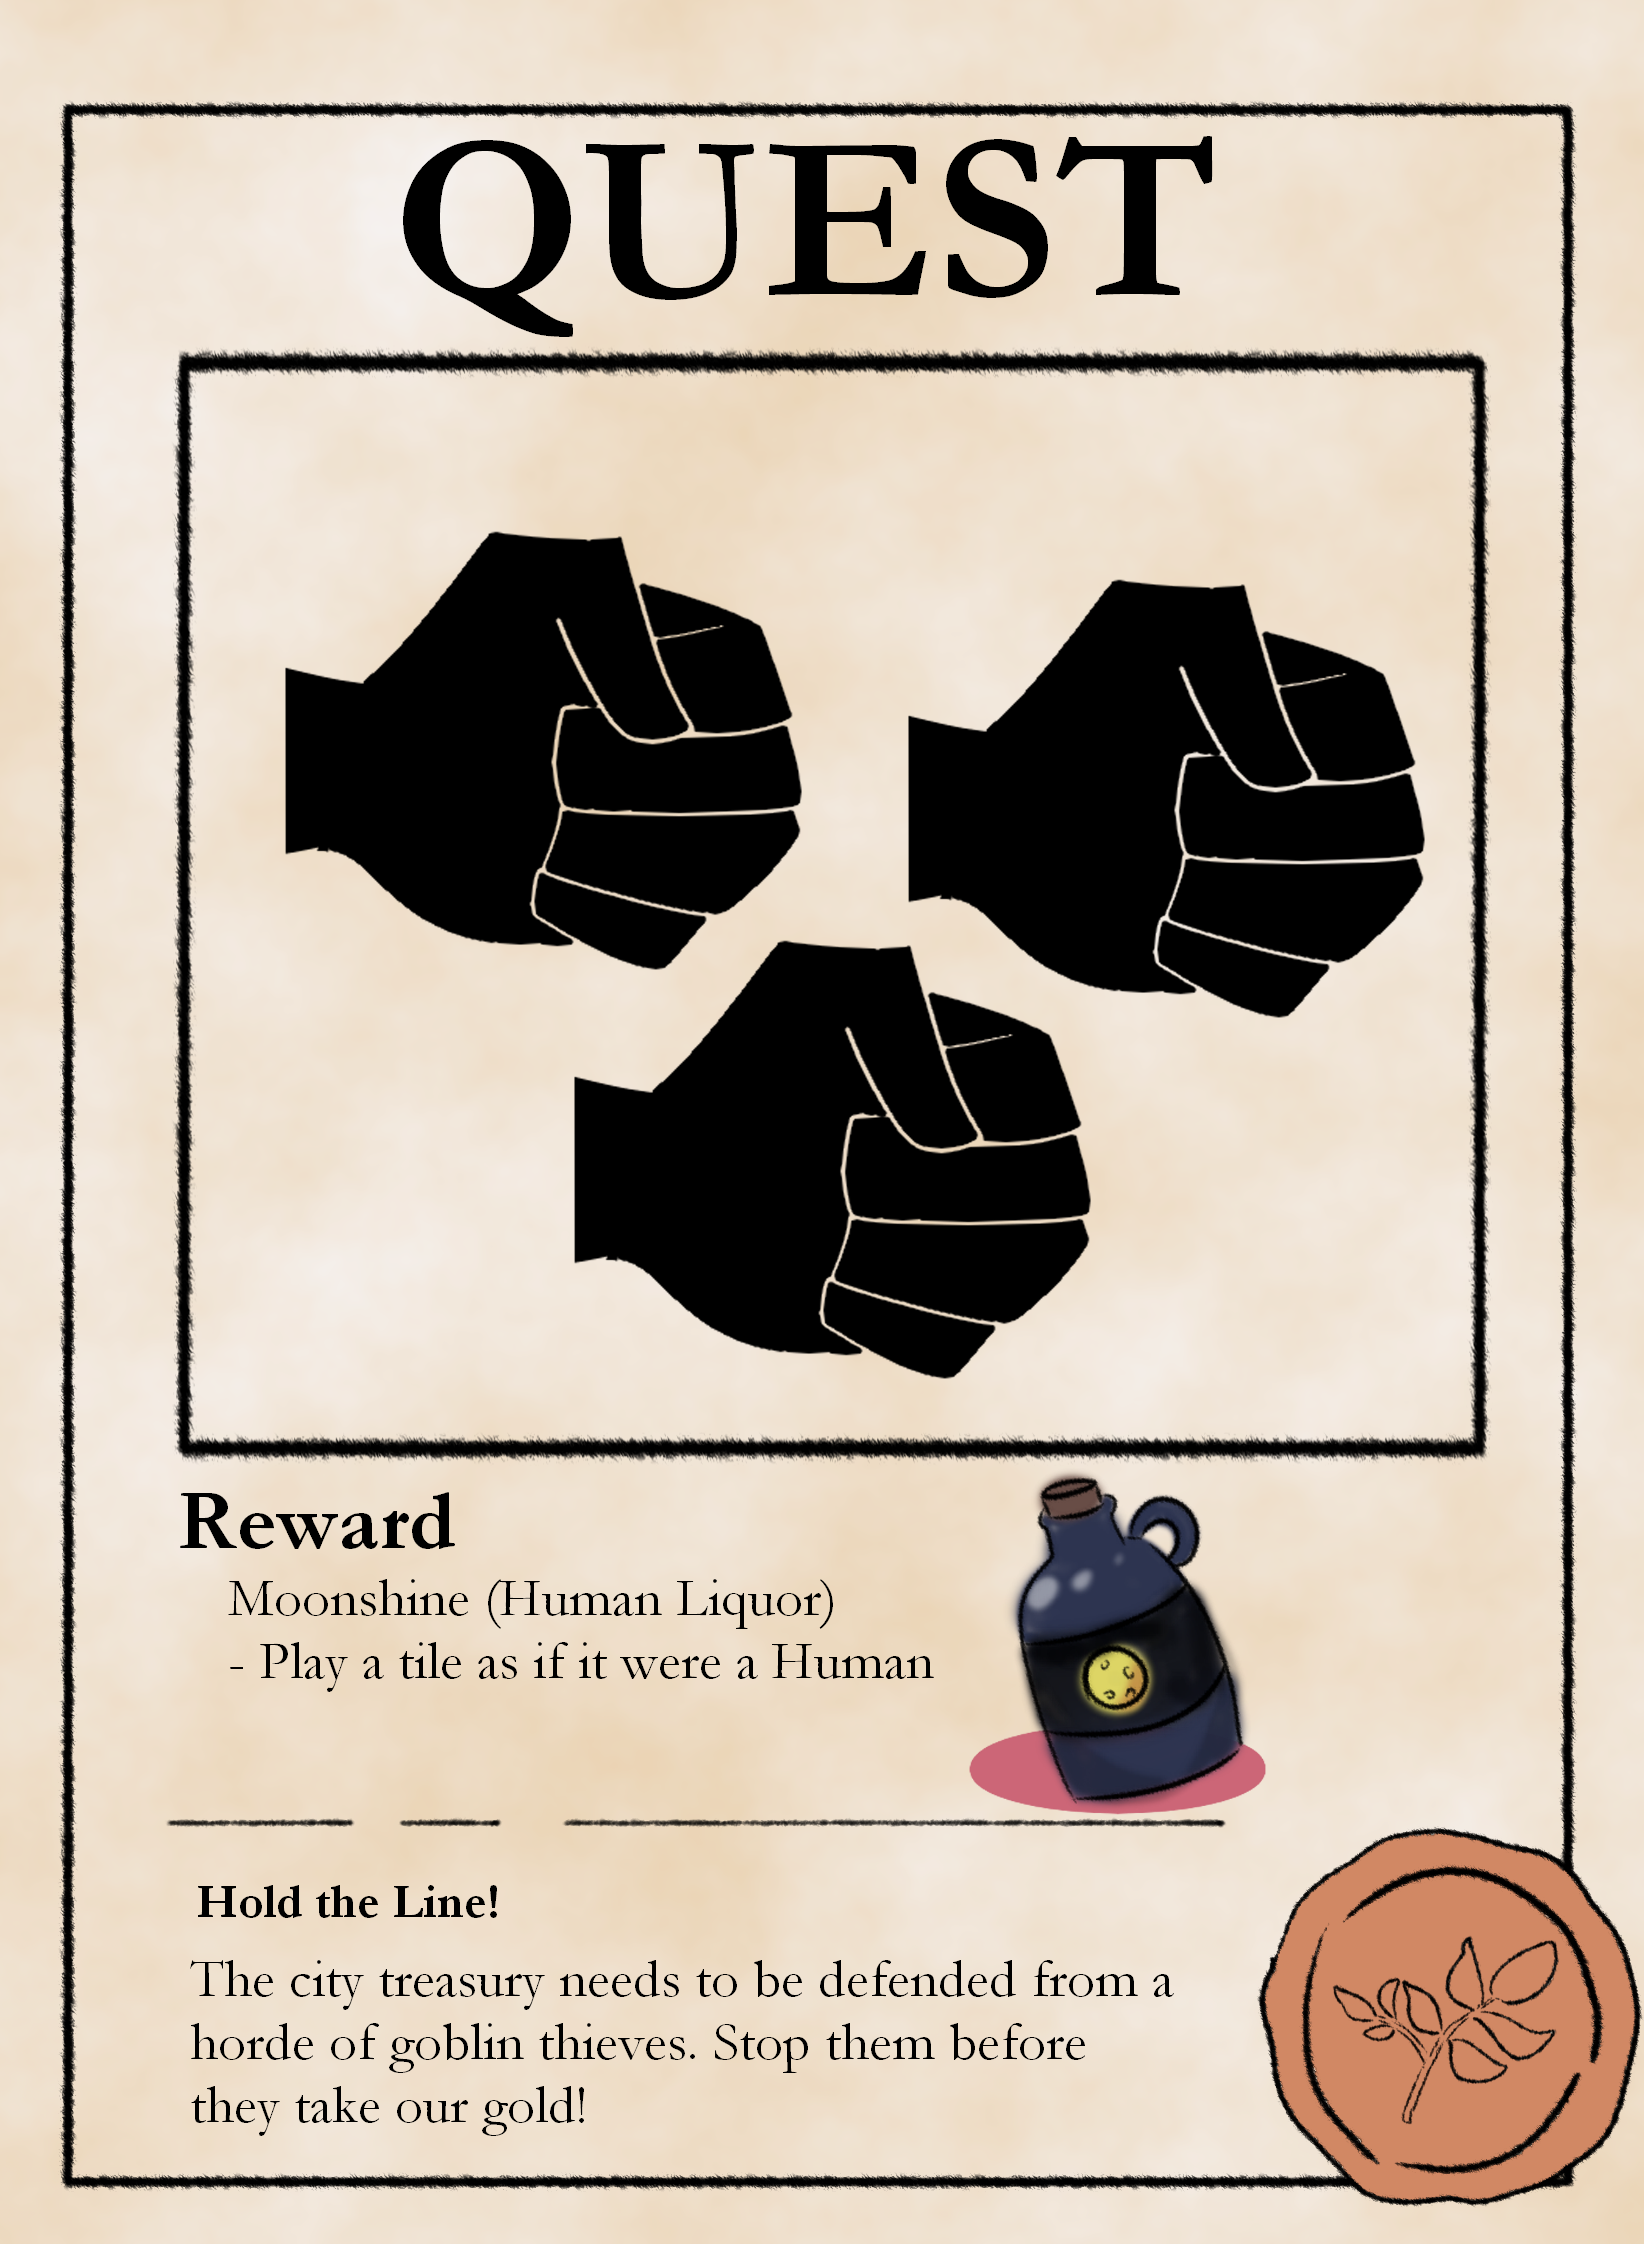 QUEST
Reward
Moonshine (Human Liquor)
- Play a tile as if it were a Human
Hold the Line!
The city treasury needs to be defended from a
horde of goblin thieves. Stop them before
they take our gold!